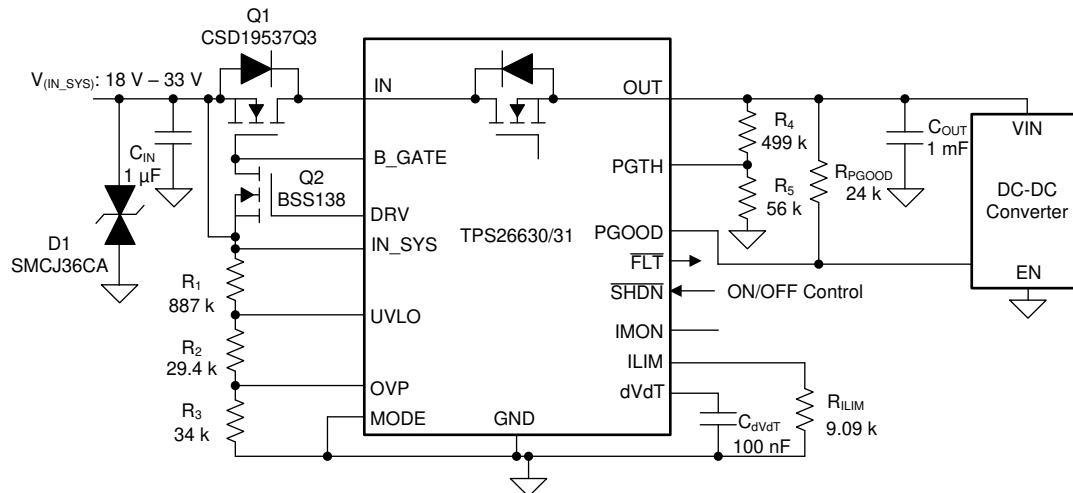 Q1
CSD19537Q3
V(IN_SYS): 18 V – 33 V
IN
OUT
CIN
1 µF
B_GATE
Q2
BSS138
DRV
IN_SYS
D1
SMCJ36CA
R1
887 k
UVLO
R2
29.4 k
OVP
R3
34 k
MODE
GND
TPS26630/31
PGTH
PGOOD
FLT
SHDN
ON/OFF Control
IMON
ILIM
dVdT
CdVdT
100 nF
RILIM
9.09 k
R4
499 k
R5
56 k
RPGOOD
24 k
COUT
1 mF
VIN
DC-DC
Converter
EN